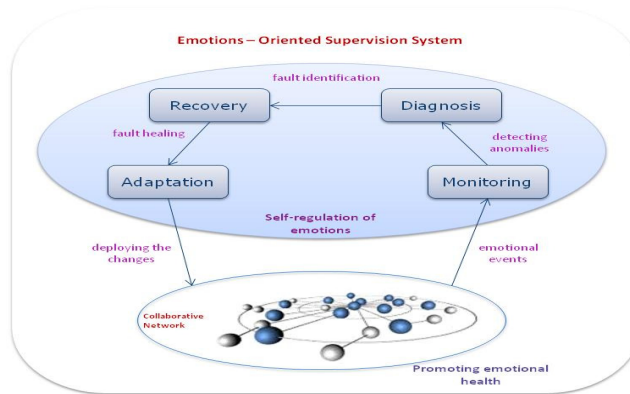 Emotions – Oriented Supervision System
fault identification
Recovery
Diagnosis
fault healing
detecting
anomalies
Adaptation
Monitoring
Self-regulation of
emotions
deploying the
changes
emotional
events
Collaborative
Network
Promoting emotional
health